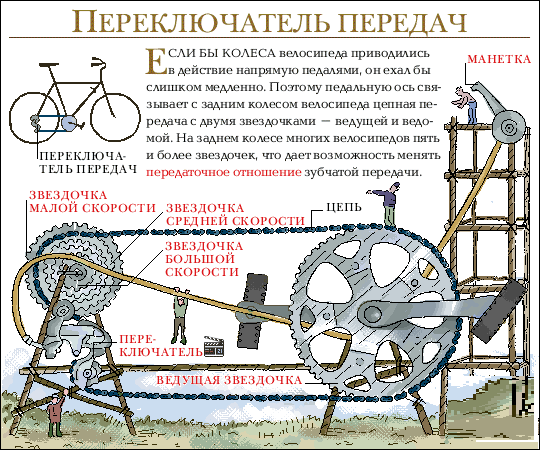 ПЕРЕКЛЮЧАТЕЛЬ ПЕРЕДАЧ
ЕСЛИ БЫ КОЛЕСА велосипеда приводились
в действие напрямую педалями, он ехал бы
слишком медленно. Поэтому педальную ось свя-
зывает с задним колесом велосипеда цепная пе-
редача с двумя звездочками — ведущей и ведо-
мой. На заднем колесе многих велосипедов пять
и более звездочек, что дает возможность менять
передаточное отношение зубчатой передачи.
МАНЕТКА
ПЕРЕКЛЮЧА-
ТЕЛЬ ПЕРЕДАЧ
ЗВЕЗДОЧКА
МАЛОЙ СКОРОСТИ
ЗВЕЗДОЧКА
СРЕДНЕЙ СКОРОСТИ
ЦЕПЬ
ЗВЕЗДОЧКА
БОЛЬШОЙ
СКОРОСТИ
ПЕРЕ-
КЛЮЧАТЕЛЬ
ВЕДУЩАЯ ЗВЕЗДОЧКА